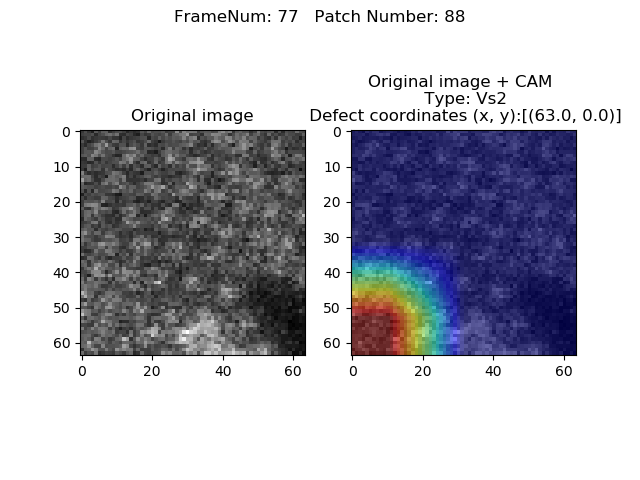 FrameNum: 77   Patch Number: 88
Original image
Original image + CAM
Type: Vs2
Defect coordinates (x, y):[(63.0, 0.0)]
0
10
20
30
40
50
60
0 20 40 60
0
10
20
30
40
50
60
0 20 40 60